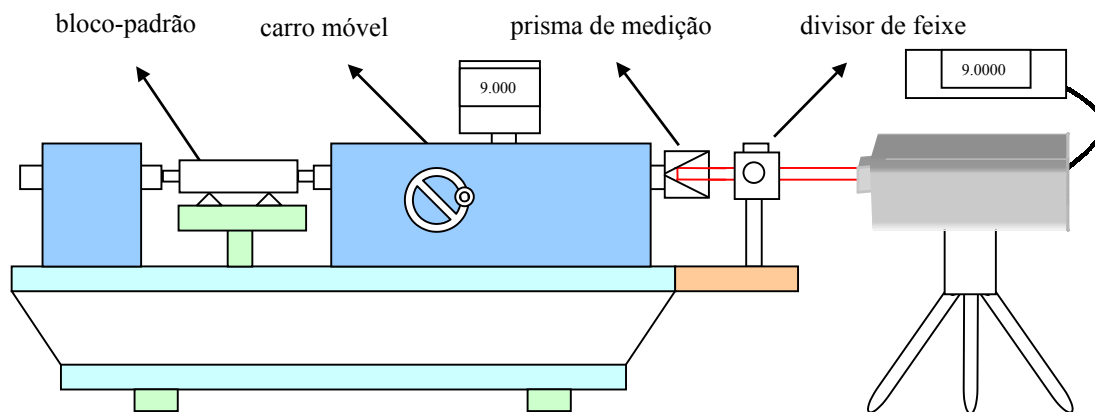 bloco-padrão
carro móvel
prisma de medição
divisor de feixe
9.000
9.0000